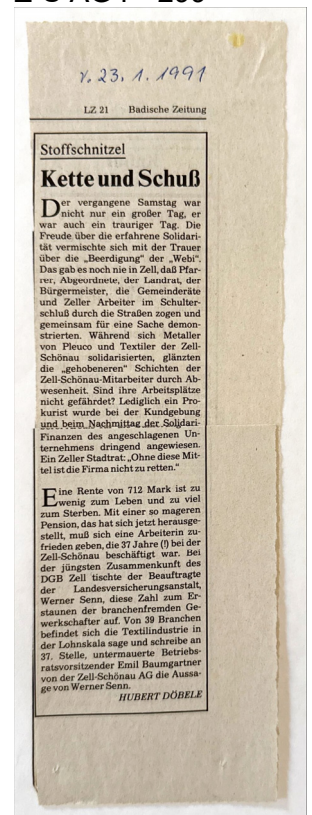 v. 23. 1. 1991
LZ 21 Badische Zeitung
Stoffschnitzel
Kette und Schuß
Der vergangene Samstag war
nicht nur ein großer Tag, er
war auch ein trauriger Tag. Die
Freude über die erfahrene Solidari-
tät vermischte sich mit der Trauer
über die „Beerdigung“ der „Webi“.
Das gab es noch nie in Zell, daß Pfar-
rer, Abgeordnete, der Landrat, der
Bürgermeister, die Gemeinderäte
und Zeller Arbeiter im Schulter-
schluß durch die Straßen zogen und
gemeinsam für eine Sache demon-
strierten. Während sich Metaller
von Pleuco und Textiler der Zell-
Schönau solidarisierten, glänzten
die „gehobeneren“ Schichten der
Zell-Schönau-Mitarbeiter durch Ab-
wesenheit. Sind ihre Arbeitsplätze
nicht gefährdet? Lediglich ein Pro-
kurist wurde bei der Kundgebung
und beim Nachmittag der Solidari-
Finanzen des angeschlagenen Un-
ternehmens dringend angewiesen.
Ein Zeller Stadtrat: „Ohne diese Mit-
tel ist die Firma nicht zu retten.“
Eine Rente von 712 Mark ist zu
wenig zum Leben und zu viel
zum Sterben. Mit einer so mageren
Pension, das hat sich jetzt herausge-
stellt, muß sich eine Arbeiterin zu-
frieden geben, die 37 Jahre (!) bei der
Zell-Schönau beschäftigt war. Bei
der jüngsten Zusammenkunft des
DGB Zell tischte der Beauftragte
der Landesversicherungsanstalt,
Werner Senn, diese Zahl zum Er-
staunen der branchenfremden Ge-
werkschafter auf. Von 39 Branchen
befindet sich die Textilindustrie in
der Lohnskala sage und schreibe an
37. Stelle, untermauerte Betriebs-
ratsvorsitzender Emil Baumgartner
von der Zell-Schönau AG die Aussa-
ge von Werner Senn.
HUBERT DÖBELE